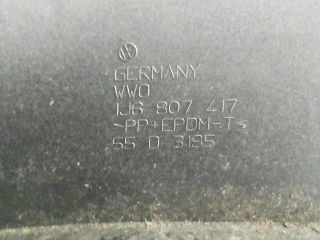 GERMANY
WWO
1J6 807 417
>PP+EPDM-T<
55 D 3195